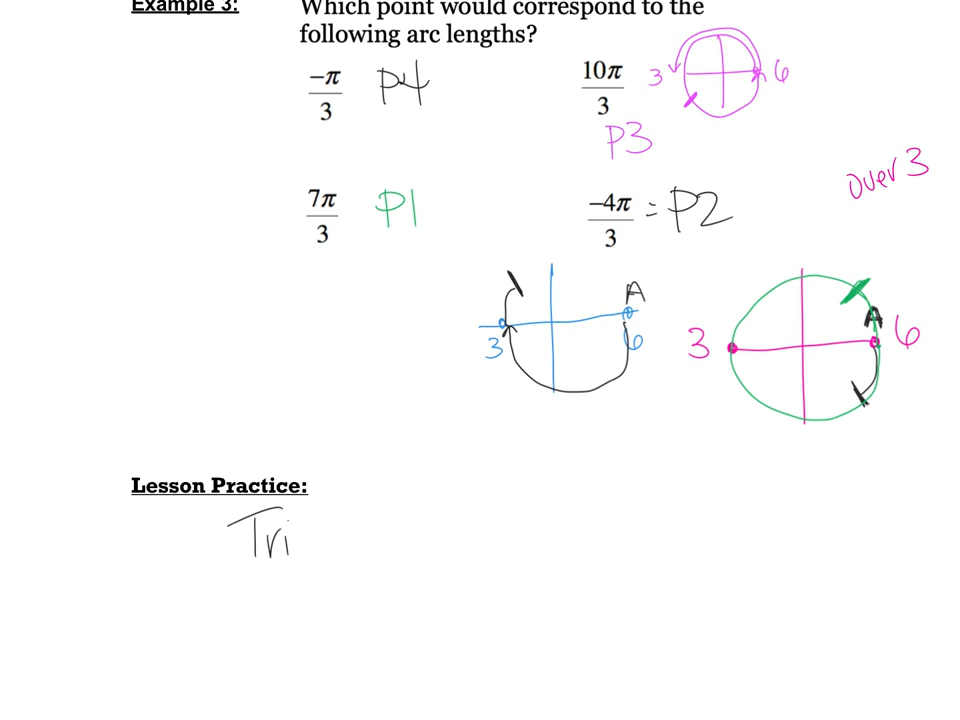 Example 3:
Which point would correspond to the
following arc lengths?
−π/3 P4
10π/3 3 6
P3
over 3
7π/3 P1
−4π/3 = P2
A
3 6
A
3 6
Lesson Practice:
Tri